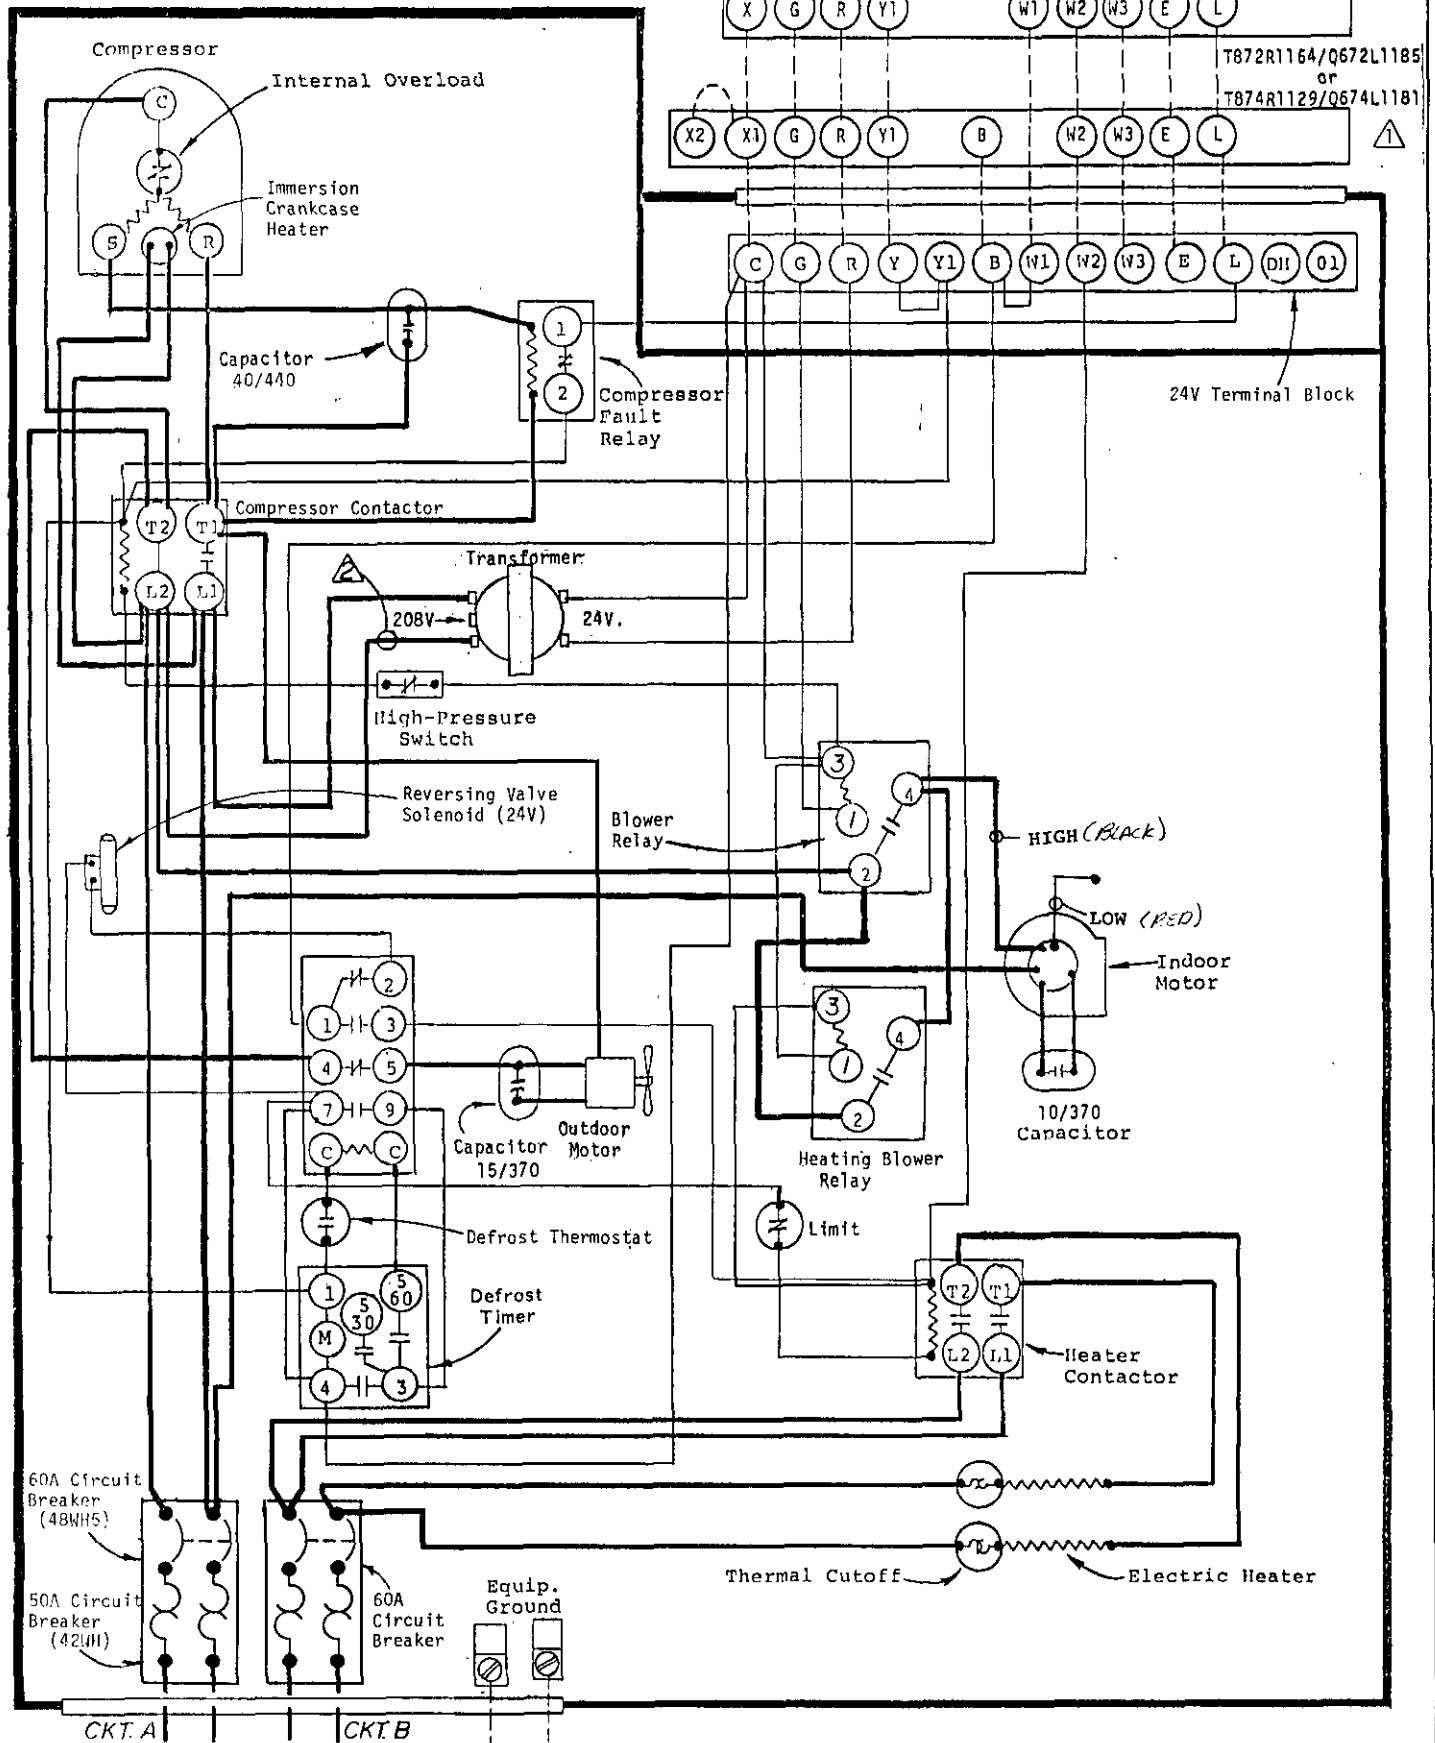 X G R Y1 W1 W2 W3 E L
T872R1164/Q672L1185
or
T874R1129/Q674L1181
X2 X1 G R Y1 B W2 W3 E L
1
Compressor
Internal Overload
C
Immersion
Crankcase
Heater
S R
C G R Y Y1 B W1 W2 W3 E L DH 01
24V Terminal Block
Capacitor
40/440
1
2
Compressor
Fault
Relay
Compressor Contactor
T2 T1
L2 L1
2
Transformer
208V
24V.
High-Pressure
Switch
Reversing Valve
Solenoid (24V)
Blower
Relay
3
4
1
2
HIGH (BLACK)
LOW (RED)
Indoor
Motor
10/370
Capacitor
3
4
1
2
Heating Blower
Relay
2
1 3
4 5
7 9
C C
Capacitor
15/370
Outdoor
Motor
Defrost Thermostat
Limit
1
5
30
5
60
M
4 3
Defrost
Timer
T2 T1
L2 L1
Heater
Contactor
60A Circuit
Breaker
(48WH5)
50A Circuit
Breaker
(42WH)
60A
Circuit
Breaker
Equip.
Ground
Thermal Cutoff
Electric Heater
CKT. A
CKT. B